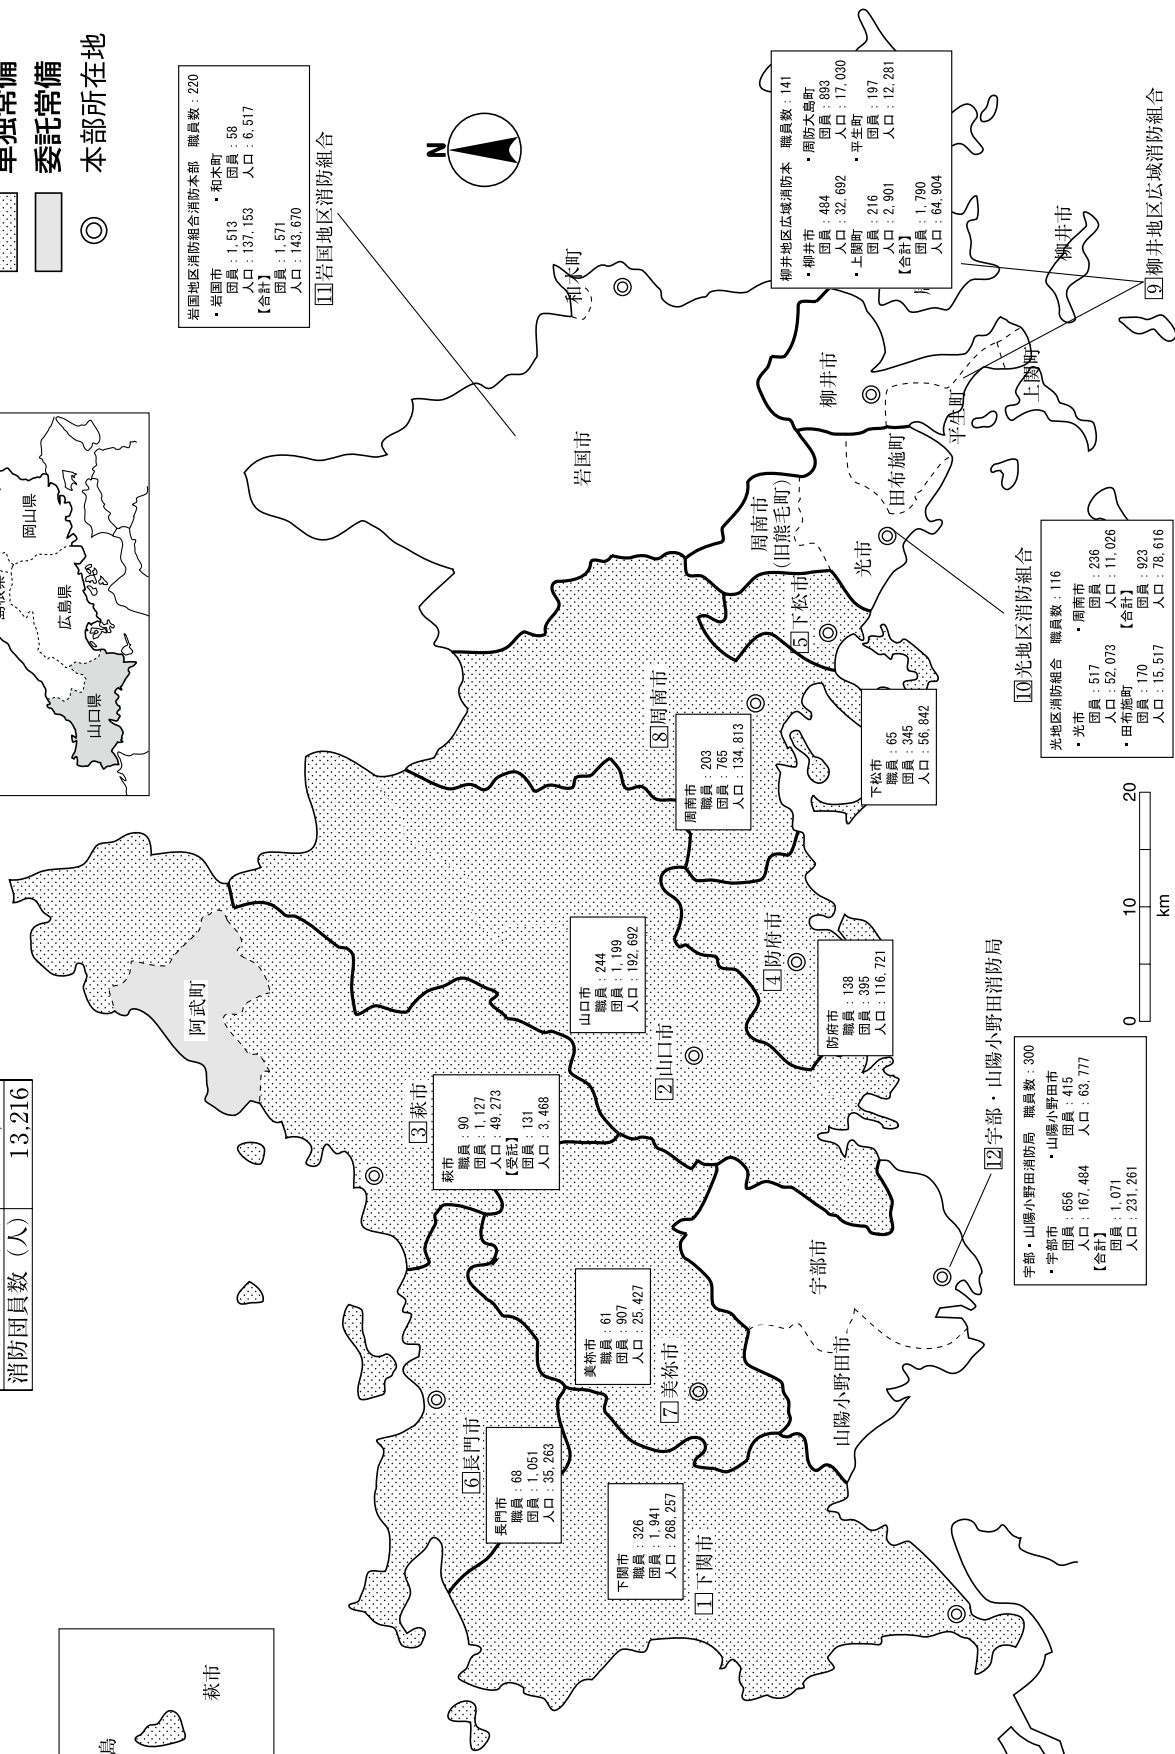 単独常備
委託常備
本部所在地
消防団員数（人） 13,216
岡山県
広島県
山口県
萩市
島
N
岩国地区消防組合消防本部 職員数：220
・岩国市
団員：1,513
人口：137,153
・和木町
団員：58
人口：6,517
【合計】
団員：1,571
人口：143,670
11岩国地区消防組合
和木町
岩国市
柳井地区広域消防本 職員数：141
・柳井市
団員：484
人口：32,692
・周防大島町
団員：893
人口：17,030
・上関町
団員：216
人口：2,901
・平生町
団員：197
人口：12,281
【合計】
団員：1,790
人口：64,904
9柳井地区広域消防組合
柳井市
柳井市
上関町
平生町
田布施町
周南市
（旧熊毛町）
光市
10光地区消防組合
光地区消防組合 職員数：116
・光市
団員：517
人口：52,073
・周南市
団員：236
人口：11,026
・田布施町
団員：170
人口：15,517
【合計】
団員：923
人口：78,616
5下松市
下松市
職員：65
団員：345
人口：56,842
8周南市
周南市
職員：203
団員：765
人口：134,813
阿武町
2山口市
山口市
職員：244
団員：1,199
人口：192,692
4防府市
防府市
職員：138
団員：395
人口：116,721
3萩市
萩市
職員：90
団員：1,127
人口：49,273
【受託】
団員：131
人口：3,468
6長門市
長門市
職員：68
団員：1,051
人口：35,263
7美祢市
美祢市
職員：61
団員：907
人口：25,427
1下関市
下関市
職員：326
団員：1,941
人口：268,257
宇部市
山陽小野田市
12宇部・山陽小野田消防局
宇部・山陽小野田消防局 職員数：300
・宇部市
団員：656
人口：167,484
・山陽小野田市
団員：415
人口：63,777
【合計】
団員：1,071
人口：231,261
0 10 20
km